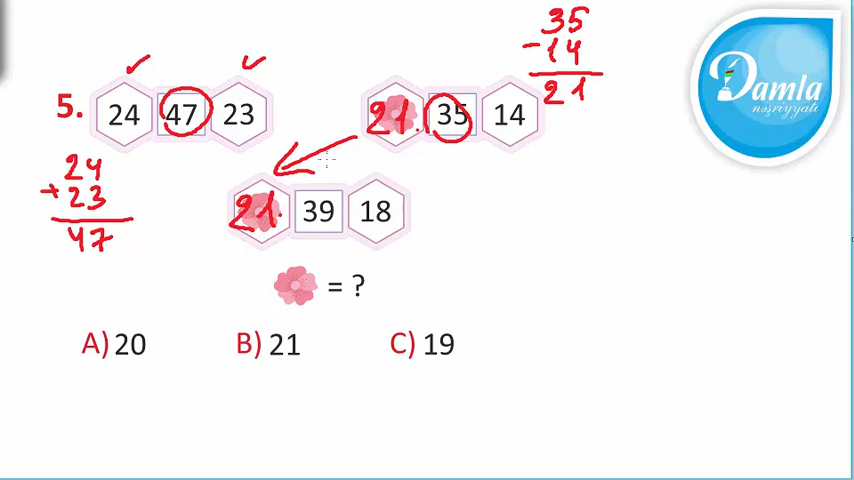 35
- 14
21
Damla
nəşriyyatı
5. 24 47 23
21. 35 14
24
+ 23
47
21. 39 18
= ?
A) 20 B) 21 C) 19